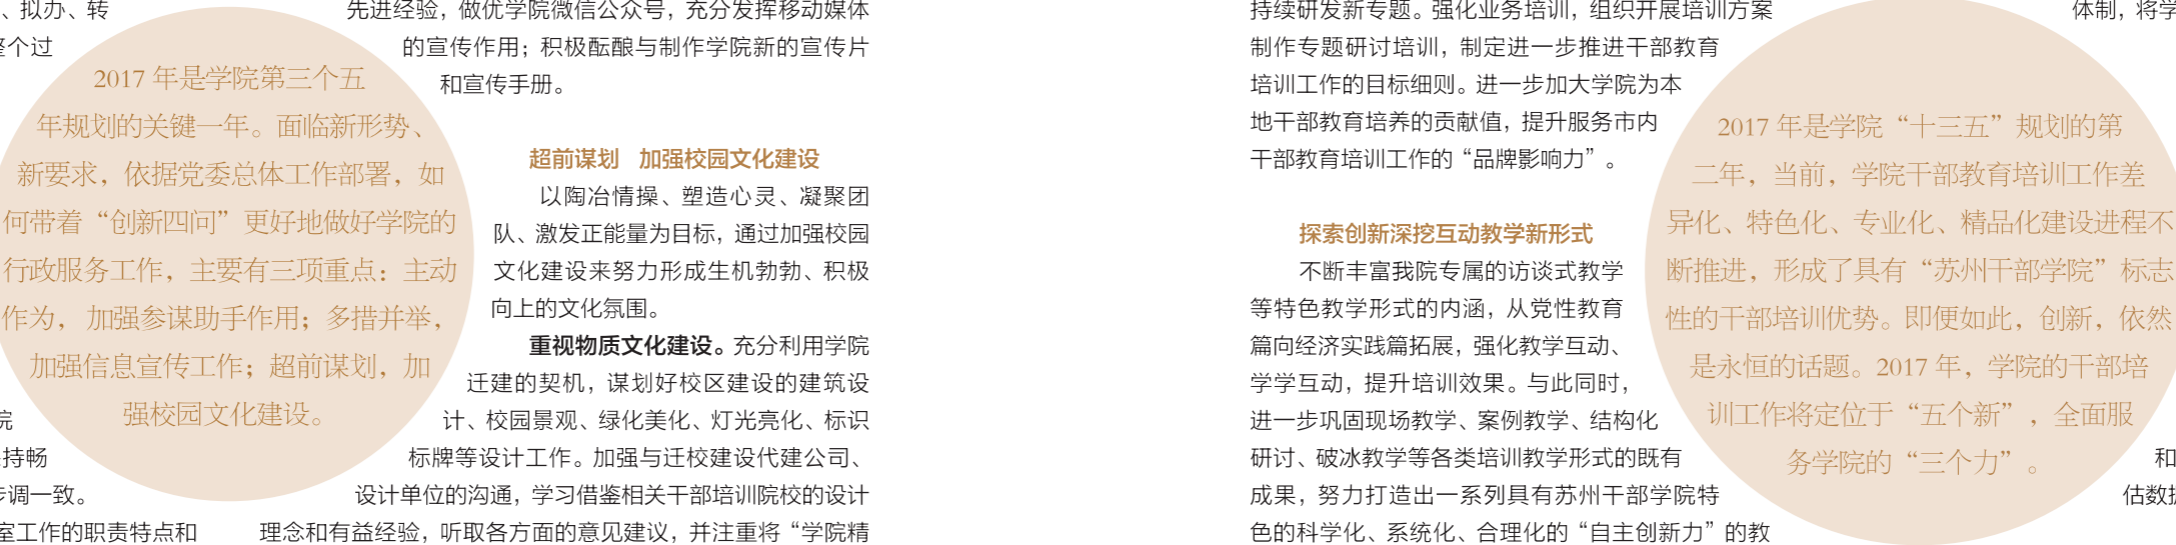 、拟办、转
整个过
2017 年是学院第三个五
年规划的关键一年。面临新形势、
新要求，依据党委总体工作部署，如
何带着“创新四问”更好地做好学院的
行政服务工作，主要有三项重点：主动
作为，加强参谋助手作用；多措并举，
加强信息宣传工作；超前谋划，加
强校园文化建设。
院
持畅
步调一致。
室工作的职责特点和
先进经验，做优学院微信公众号，充分发挥移动媒体
的宣传作用；积极酝酿与制作学院新的宣传片
和宣传手册。
超前谋划　加强校园文化建设
以陶冶情操、塑造心灵、凝聚团
队、激发正能量为目标，通过加强校园
文化建设来努力形成生机勃勃、积极
向上的文化氛围。
重视物质文化建设。充分利用学院
迁建的契机，谋划好校区建设的建筑设
计、校园景观、绿化美化、灯光亮化、标识
标牌等设计工作。加强与迁校建设代建公司、
设计单位的沟通，学习借鉴相关干部培训院校的设计
理念和有益经验，听取各方面的意见建议，并注重将“学院精
持续研发新专题。强化业务培训，组织开展培训方案
制作专题研讨培训，制定进一步推进干部教育
培训工作的目标细则。进一步加大学院为本
地干部教育培养的贡献值，提升服务市内
干部教育培训工作的“品牌影响力”。
探索创新深挖互动教学新形式
不断丰富我院专属的访谈式教学
等特色教学形式的内涵，从党性教育
篇向经济实践篇拓展，强化教学互动、
学学互动，提升培训效果。与此同时，
进一步巩固现场教学、案例教学、结构化
研讨、破冰教学等各类培训教学形式的既有
成果，努力打造出一系列具有苏州干部学院特
色的科学化、系统化、合理化的“自主创新力”的教
2017 年是学院“十三五”规划的第
二年，当前，学院干部教育培训工作差
异化、特色化、专业化、精品化建设进程不
断推进，形成了具有“苏州干部学院”标志
性的干部培训优势。即便如此，创新，依然
是永恒的话题。2017 年，学院的干部培
训工作将定位于“五个新”，全面服
务学院的“三个力”。
体制，将学
和
估数据